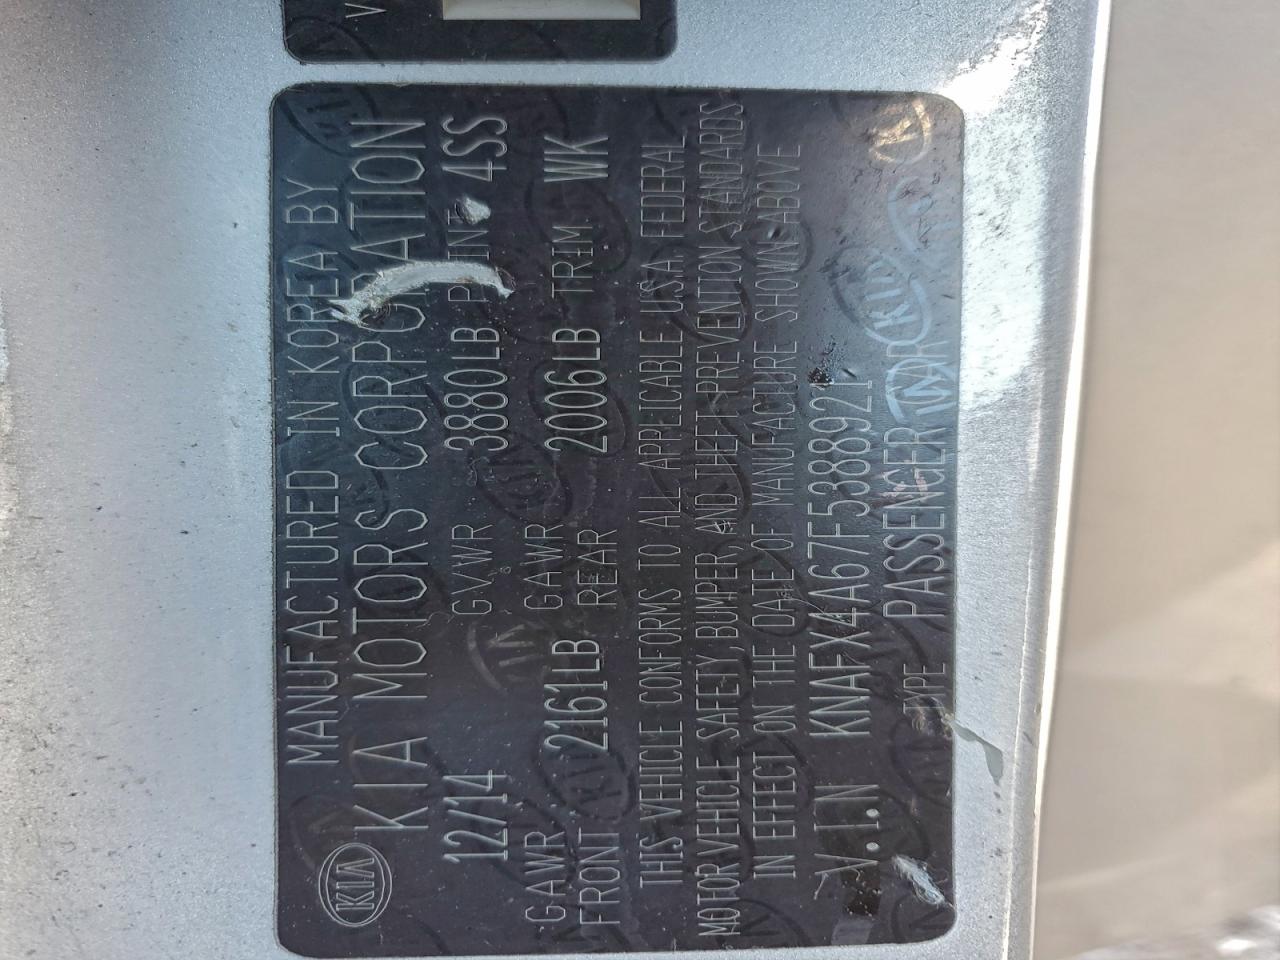 MANUFACTURED IN KOREA BY
KIA
KIA MOTORS CORPORATION
12/14 GVWR 3880LB PAINT 4SS
GAWR FRONT 2161LB GAWR REAR 2006LB TRIM WK
THIS VEHICLE CONFORMS TO ALL APPLICABLE U.S.A. FEDERAL
MOTOR VEHICLE SAFETY, BUMPER, AND THEFT PREVENTION STANDARDS
IN EFFECT ON THE DATE OF MANUFACTURE SHOWN ABOVE
V.I.N KNAFX4A67F5388921
TYPE PASSENGER CAR